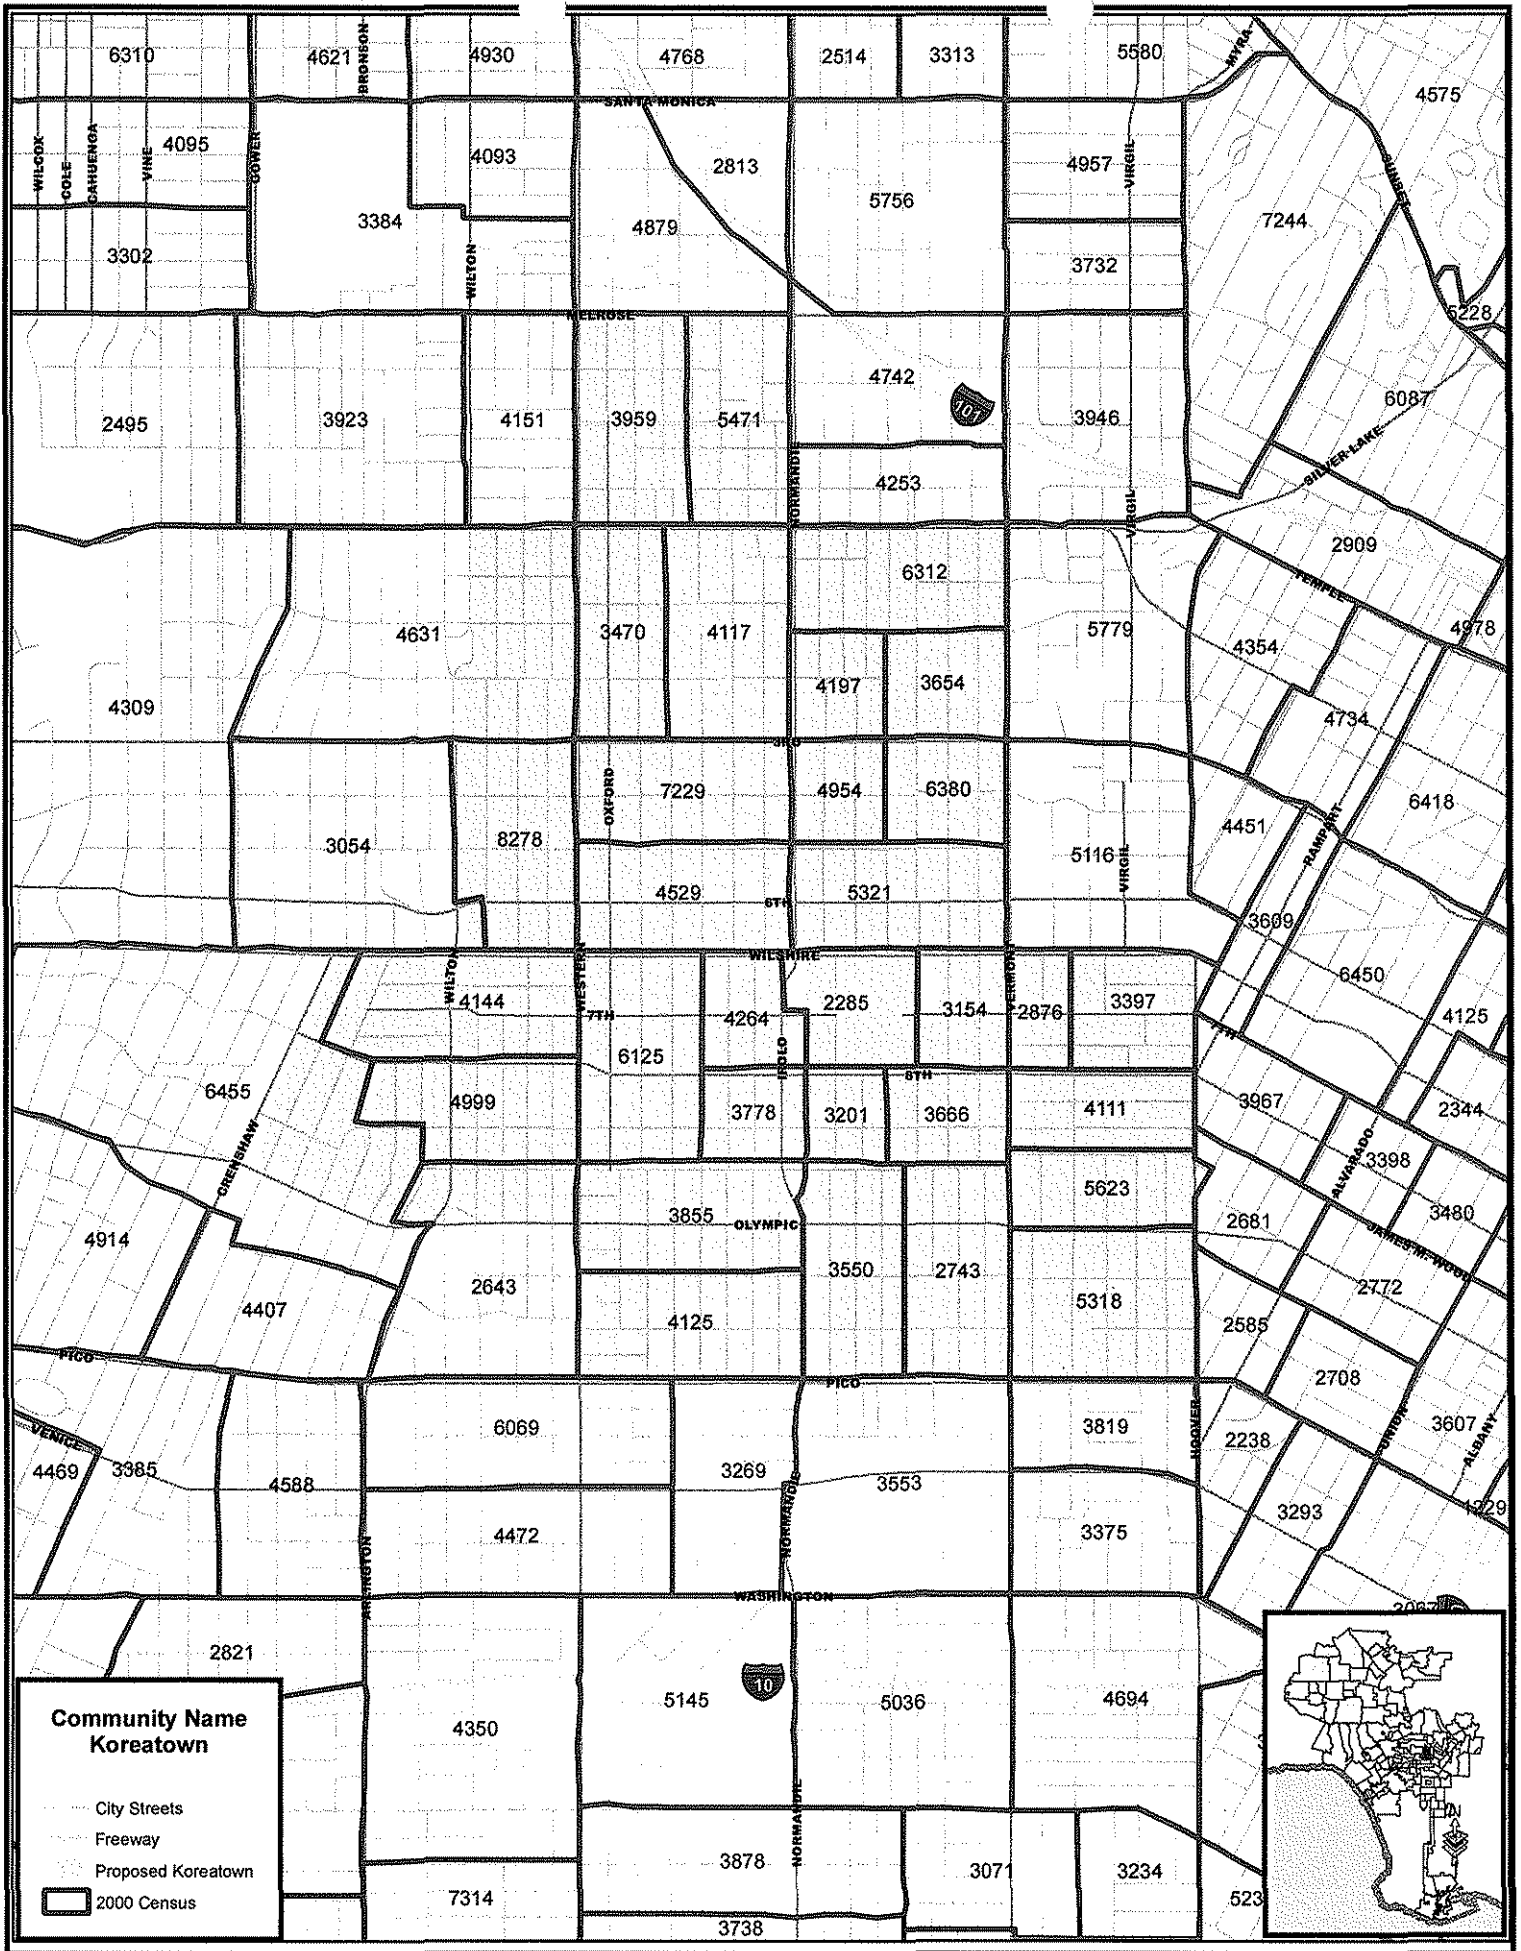 6310
4621
BRONSON
4930
4768
2514
3313
5580
MYRA
4575
SANTA MONICA
WILCOX
COLE
CAHUENGA
VINE
4095
GOWER
4093
2813
4957
VIRGIL
SUNSET
3384
4879
5756
7244
3302
WILTON
3732
MELROSE
5228
4742
101
6087
2495
3923
4151
3959
5471
3946
SILVER LAKE
NORMANDIE
4253
VIRGIL
2909
6312
TEMPLE
4631
3470
4117
5779
4978
4354
4197
3654
4309
4734
3RD
OXFORD
7229
4954
6380
6418
3054
8278
4451
RAMPART
5116
VIRGIL
4529
5321
6TH
3609
WILSHIRE
WILTON
WESTERN
VERMONT
6450
4144
7TH
4264
2285
3154
2876
3397
4125
7TH
IROLO
6125
8TH
6455
4999
3778
3201
3666
4111
3967
2344
CRENSHAW
ALVARADO
3398
5623
4914
3855
OLYMPIC
2681
3480
JAMES M. WOOD
2643
3550
2743
2772
4407
4125
5318
2585
PICO
PICO
2708
VENICE
6069
3819
HOOVER
2238
UNION
3607
ALBANY
4469
3385
4588
3269
3553
NORMANDIE
4472
3375
3293
1229
ARLINGTON
WASHINGTON
2821
5145
10
5036
4694
4350
NORMANDIE
3878
3071
3234
7314
523
3738
Community Name
Koreatown
City Streets
Freeway
Proposed Koreatown
2000 Census
N